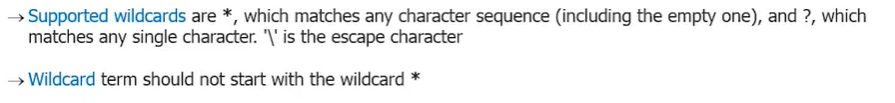 → Supported wildcards are *, which matches any character sequence (including the empty one), and ?, which
matches any single character. '\' is the escape character
→ Wildcard term should not start with the wildcard *